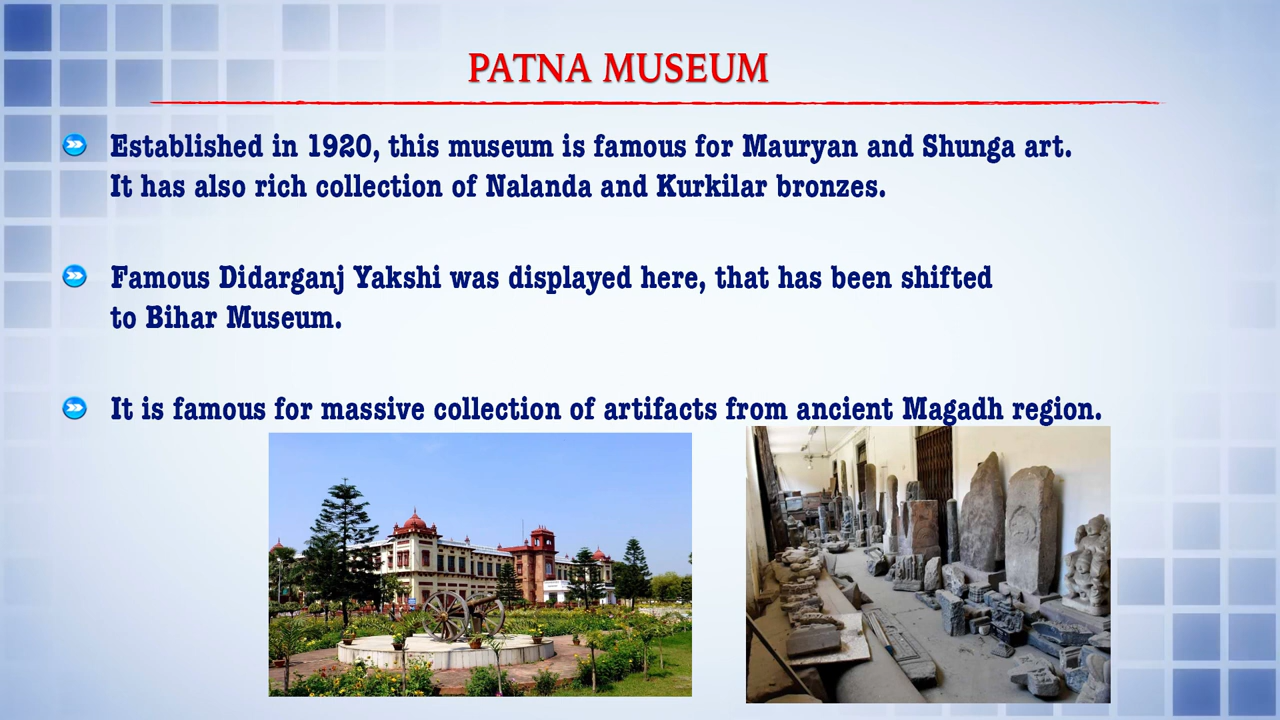 PATNA MUSEUM
Established in 1920, this museum is famous for Mauryan and Shunga art.
It has also rich collection of Nalanda and Kurkilar bronzes.
Famous Didarganj Yakshi was displayed here, that has been shifted
to Bihar Museum.
It is famous for massive collection of artifacts from ancient Magadh region.